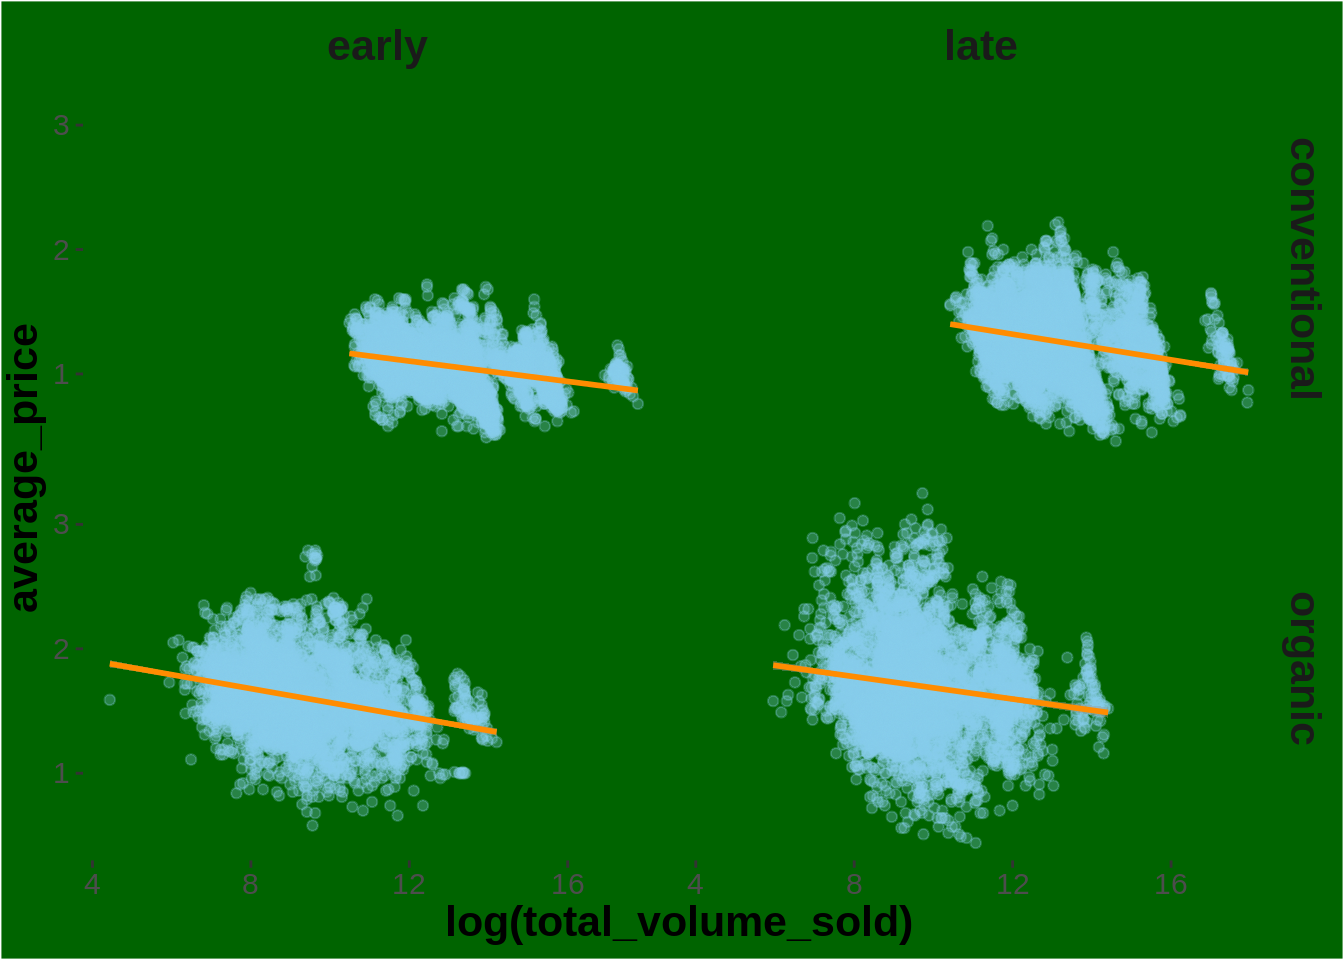 early late
3
2
1
conventional
average_price
3
2
1
organic
4 8 12 16 4 8 12 16
log(total_volume_sold)